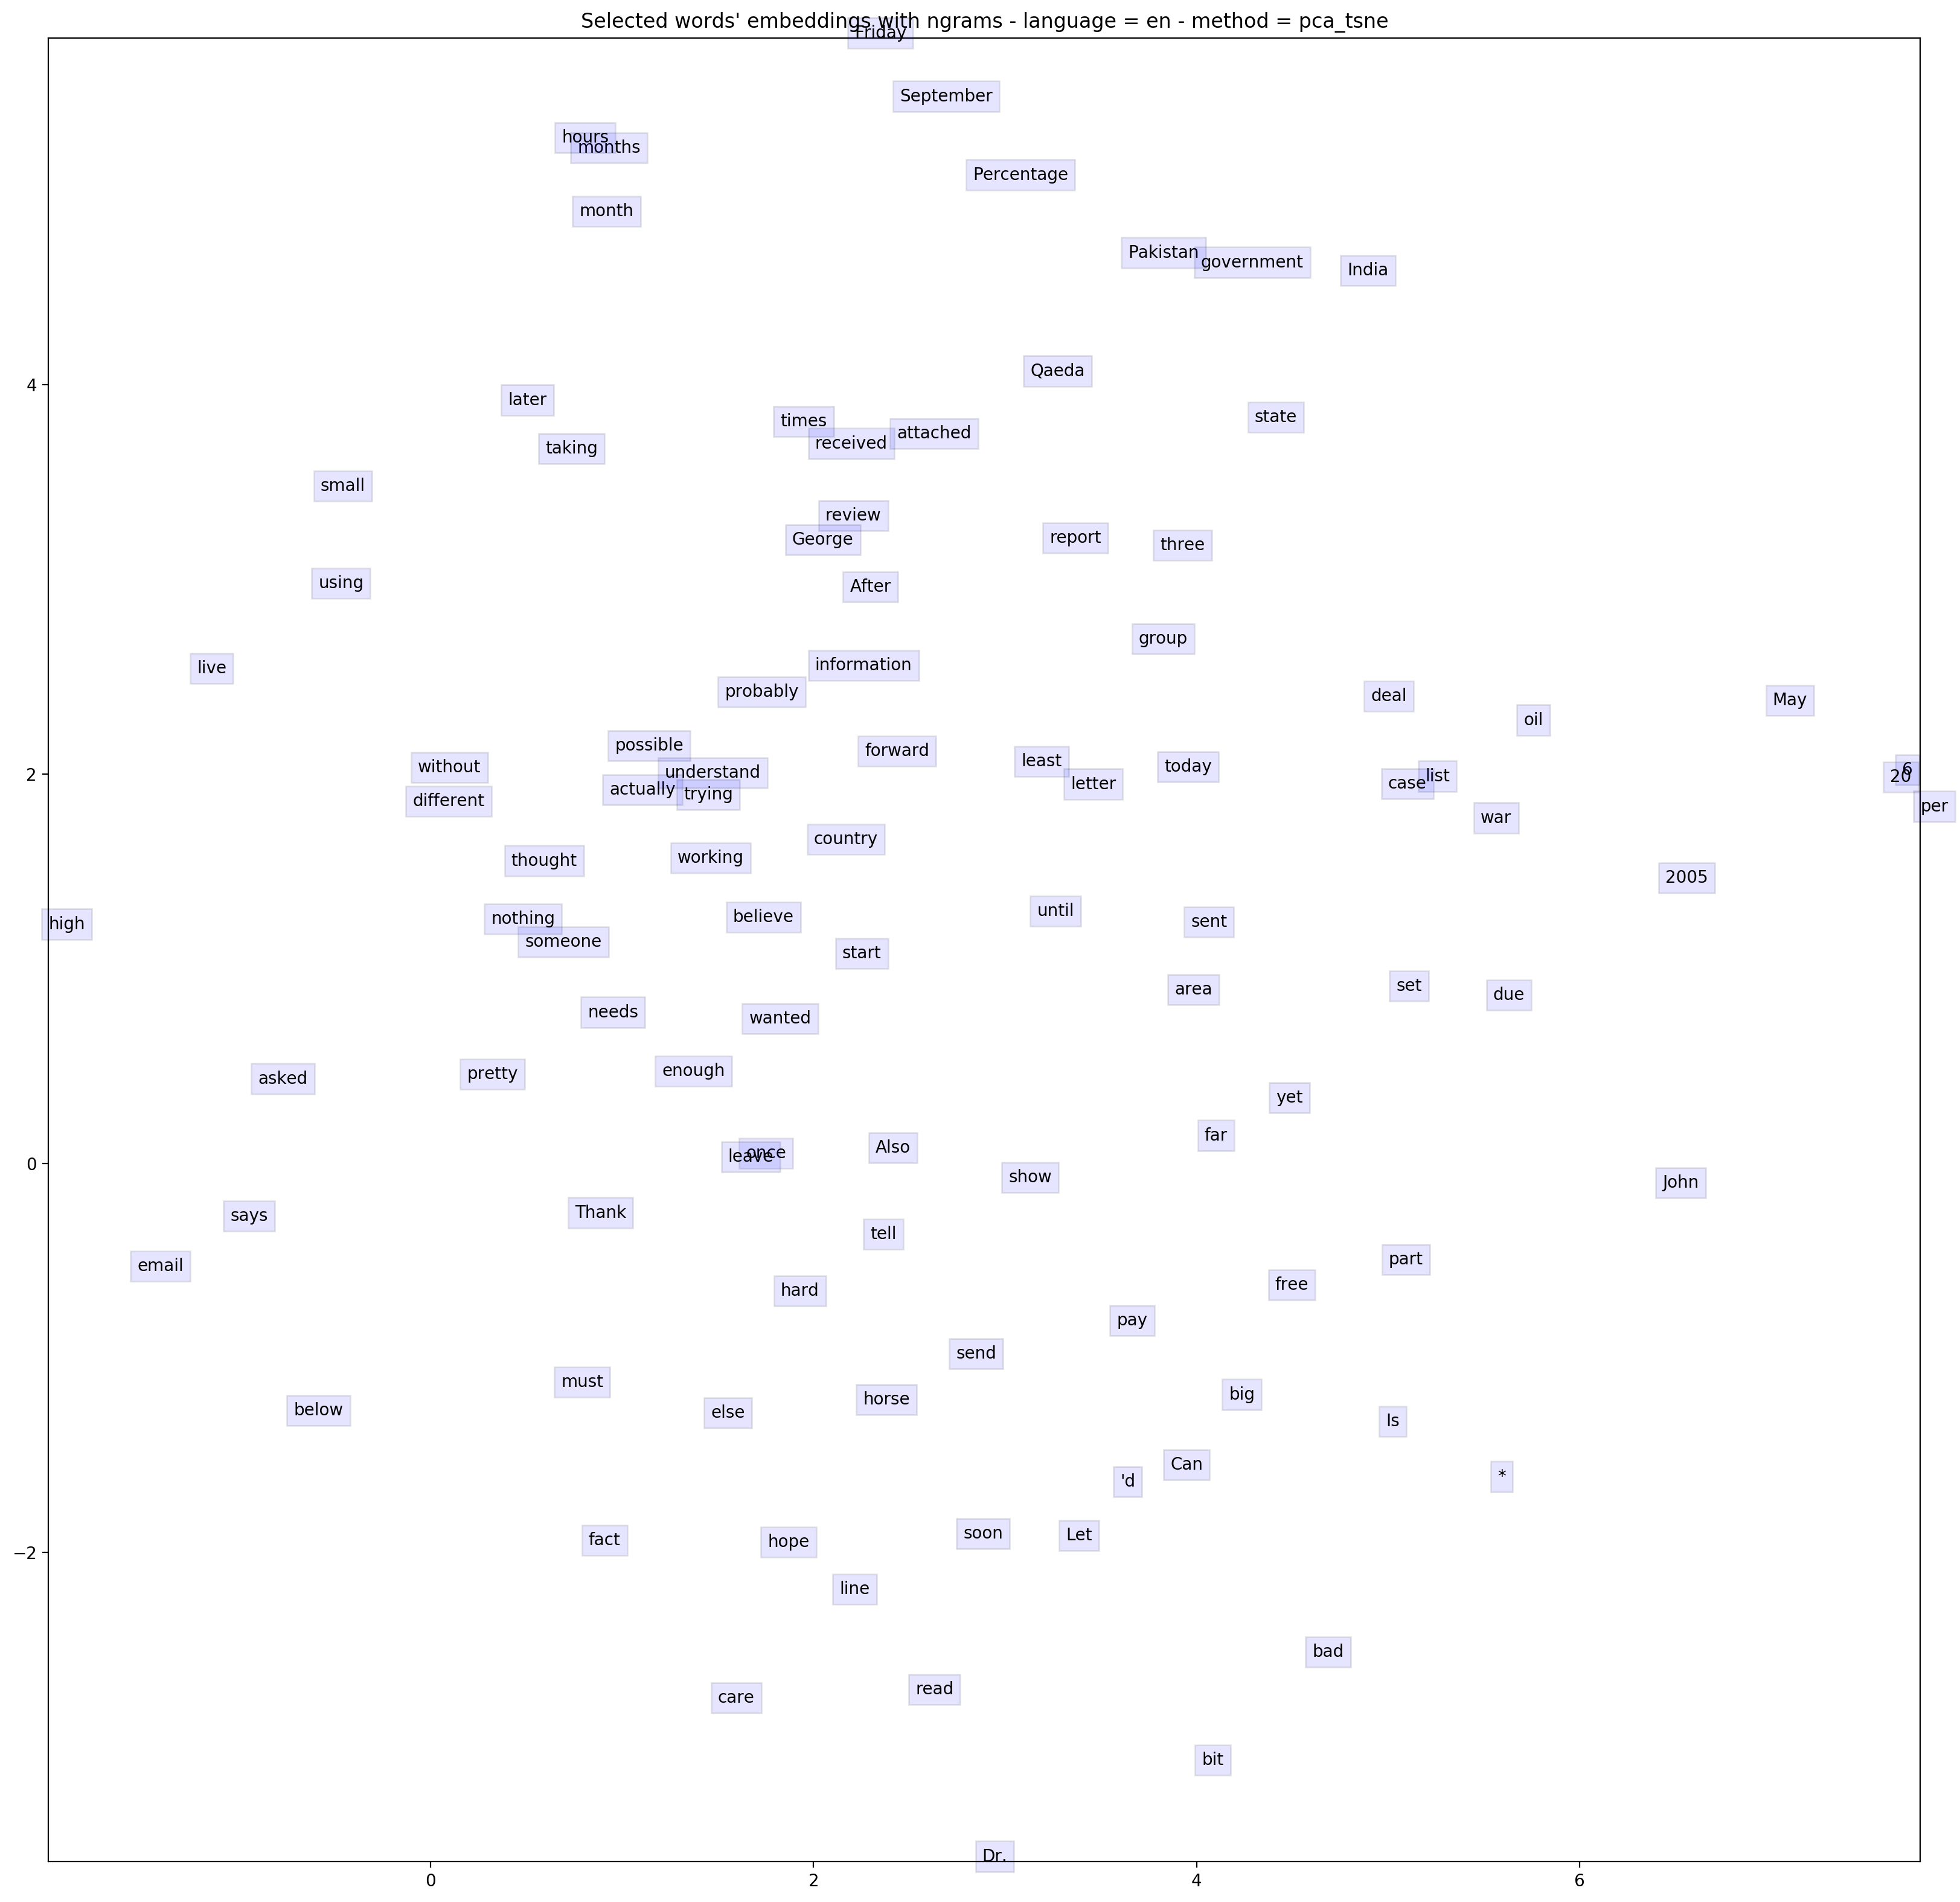 Selected words' embeddings with ngrams - language = en - method = pca_tsne
Friday
September
hours
months
Percentage
month
Pakistan
government
India
Qaeda
4
later
state
times
attached
received
taking
small
review
report
George
three
using
After
group
information
live
probably
deal
May
oil
possible
forward
least
today
without
6
understand
2
list
20
case
letter
actually
trying
different
per
war
country
working
thought
2005
until
believe
nothing
sent
high
someone
start
set
area
due
needs
wanted
enough
pretty
asked
yet
far
0
once
leave
Also
show
John
Thank
says
tell
part
email
free
hard
pay
send
must
big
horse
below
else
Is
Can
*
'd
soon
Let
fact
hope
−2
line
bad
read
care
bit
Dr.
0
2
4
6